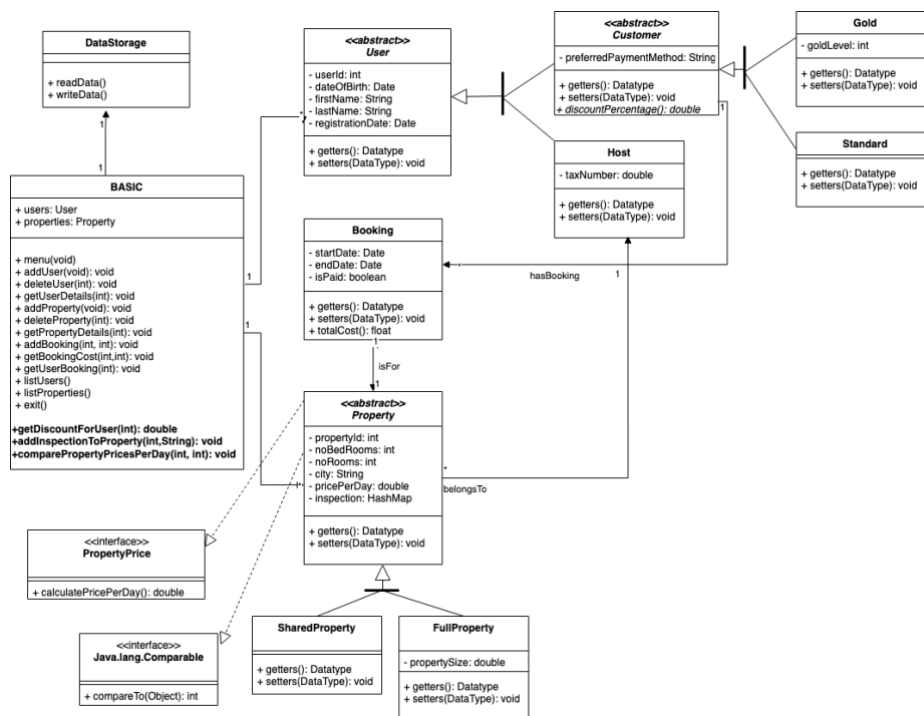 DataStorage
+ readData()
+ writeData()
1
1
BASIC
+ users: User
+ properties: Property
+ menu(void)
+ addUser(void): void
+ deleteUser(int): void
+ getUserDetails(int): void
+ addProperty(void): void
+ deleteProperty(int): void
+ getPropertyDetails(int): void
+ addBooking(int, int): void
+ getBookingCost(int,int): void
+ getUserBooking(int): void
+ listUsers()
+ listProperties()
+ exit()
+getDiscountForUser(int): double
+addInspectionToProperty(int,String): void
+comparePropertyPricesPerDay(int, int): void
1
1
<<abstract>>
User
- userId: int
- dateOfBirth: Date
- firstName: String
- lastName: String
- registrationDate: Date
+ getters(): Datatype
+ setters(DataType): void
<<abstract>>
Customer
- preferredPaymentMethod: String
+ getters(): Datatype
+ setters(DataType): void
+ discountPercentage(): double
1
Gold
- goldLevel: int
+ getters(): Datatype
+ setters(DataType): void
Standard
+ getters(): Datatype
+ setters(DataType): void
Host
- taxNumber: double
+ getters(): Datatype
+ setters(DataType): void
1
Booking
- startDate: Date
- endDate: Date
- isPaid: boolean
+ getters(): Datatype
+ setters(DataType): void
+ totalCost(): float
hasBooking
1
isFor
1
<<abstract>>
Property
- propertyId: int
- noBedRooms: int
- noRooms: int
- city: String
- pricePerDay: double
- inspection: HashMap
+ getters(): Datatype
+ setters(DataType): void
*
belongsTo
<<interface>>
PropertyPrice
+ calculatePricePerDay(): double
<<interface>>
Java.lang.Comparable
+ compareTo(Object): int
SharedProperty
+ getters(): Datatype
+ setters(DataType): void
FullProperty
- propertySize: double
+ getters(): Datatype
+ setters(DataType): void